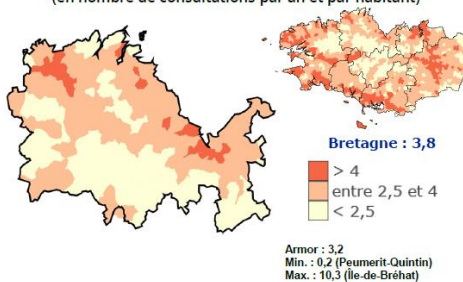 (en nombre de consultations par an et par habitant)
Bretagne : 3,8
> 4
entre 2,5 et 4
< 2,5
Armor : 3,2
Min. : 0,2 (Peumerit-Quintin)
Max. : 10,3 (Île-de-Bréhat)